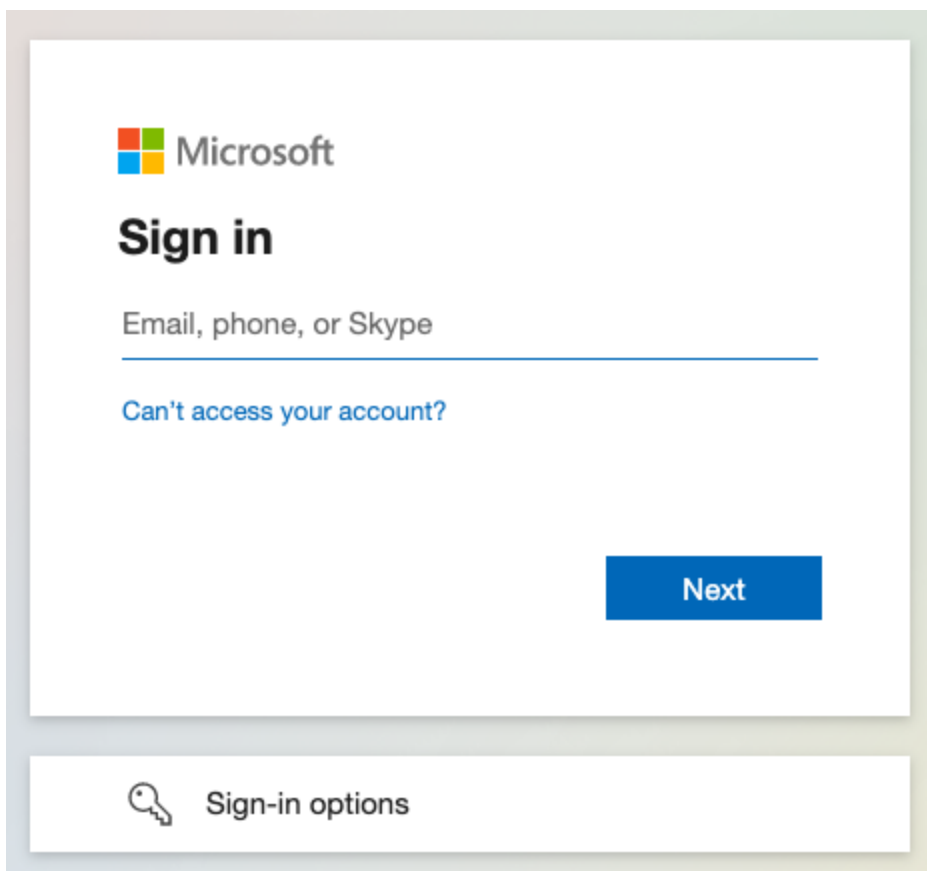 Microsoft
Sign in
Email, phone, or Skype
Can't access your account?
Next
Sign-in options